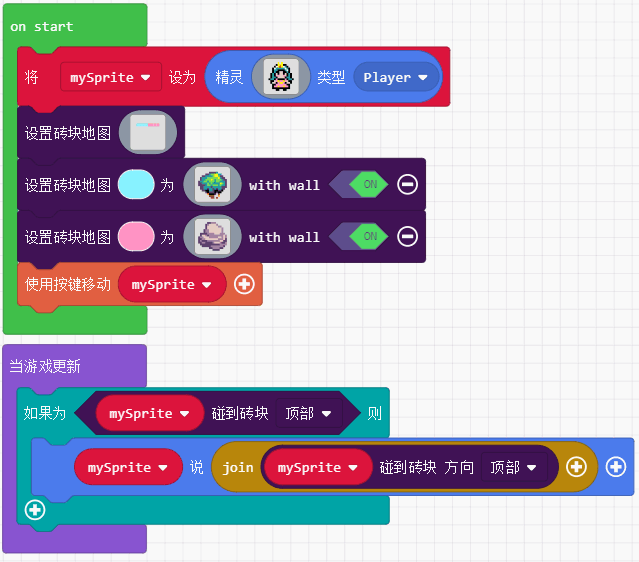 on start
将 mySprite 设为 精灵 类型 Player
设置砖块地图
设置砖块地图 为 with wall ON
设置砖块地图 为 with wall ON
使用按键移动 mySprite
当游戏更新
如果为 mySprite 碰到砖块 顶部 则
mySprite 说 join mySprite 碰到砖块 方向 顶部